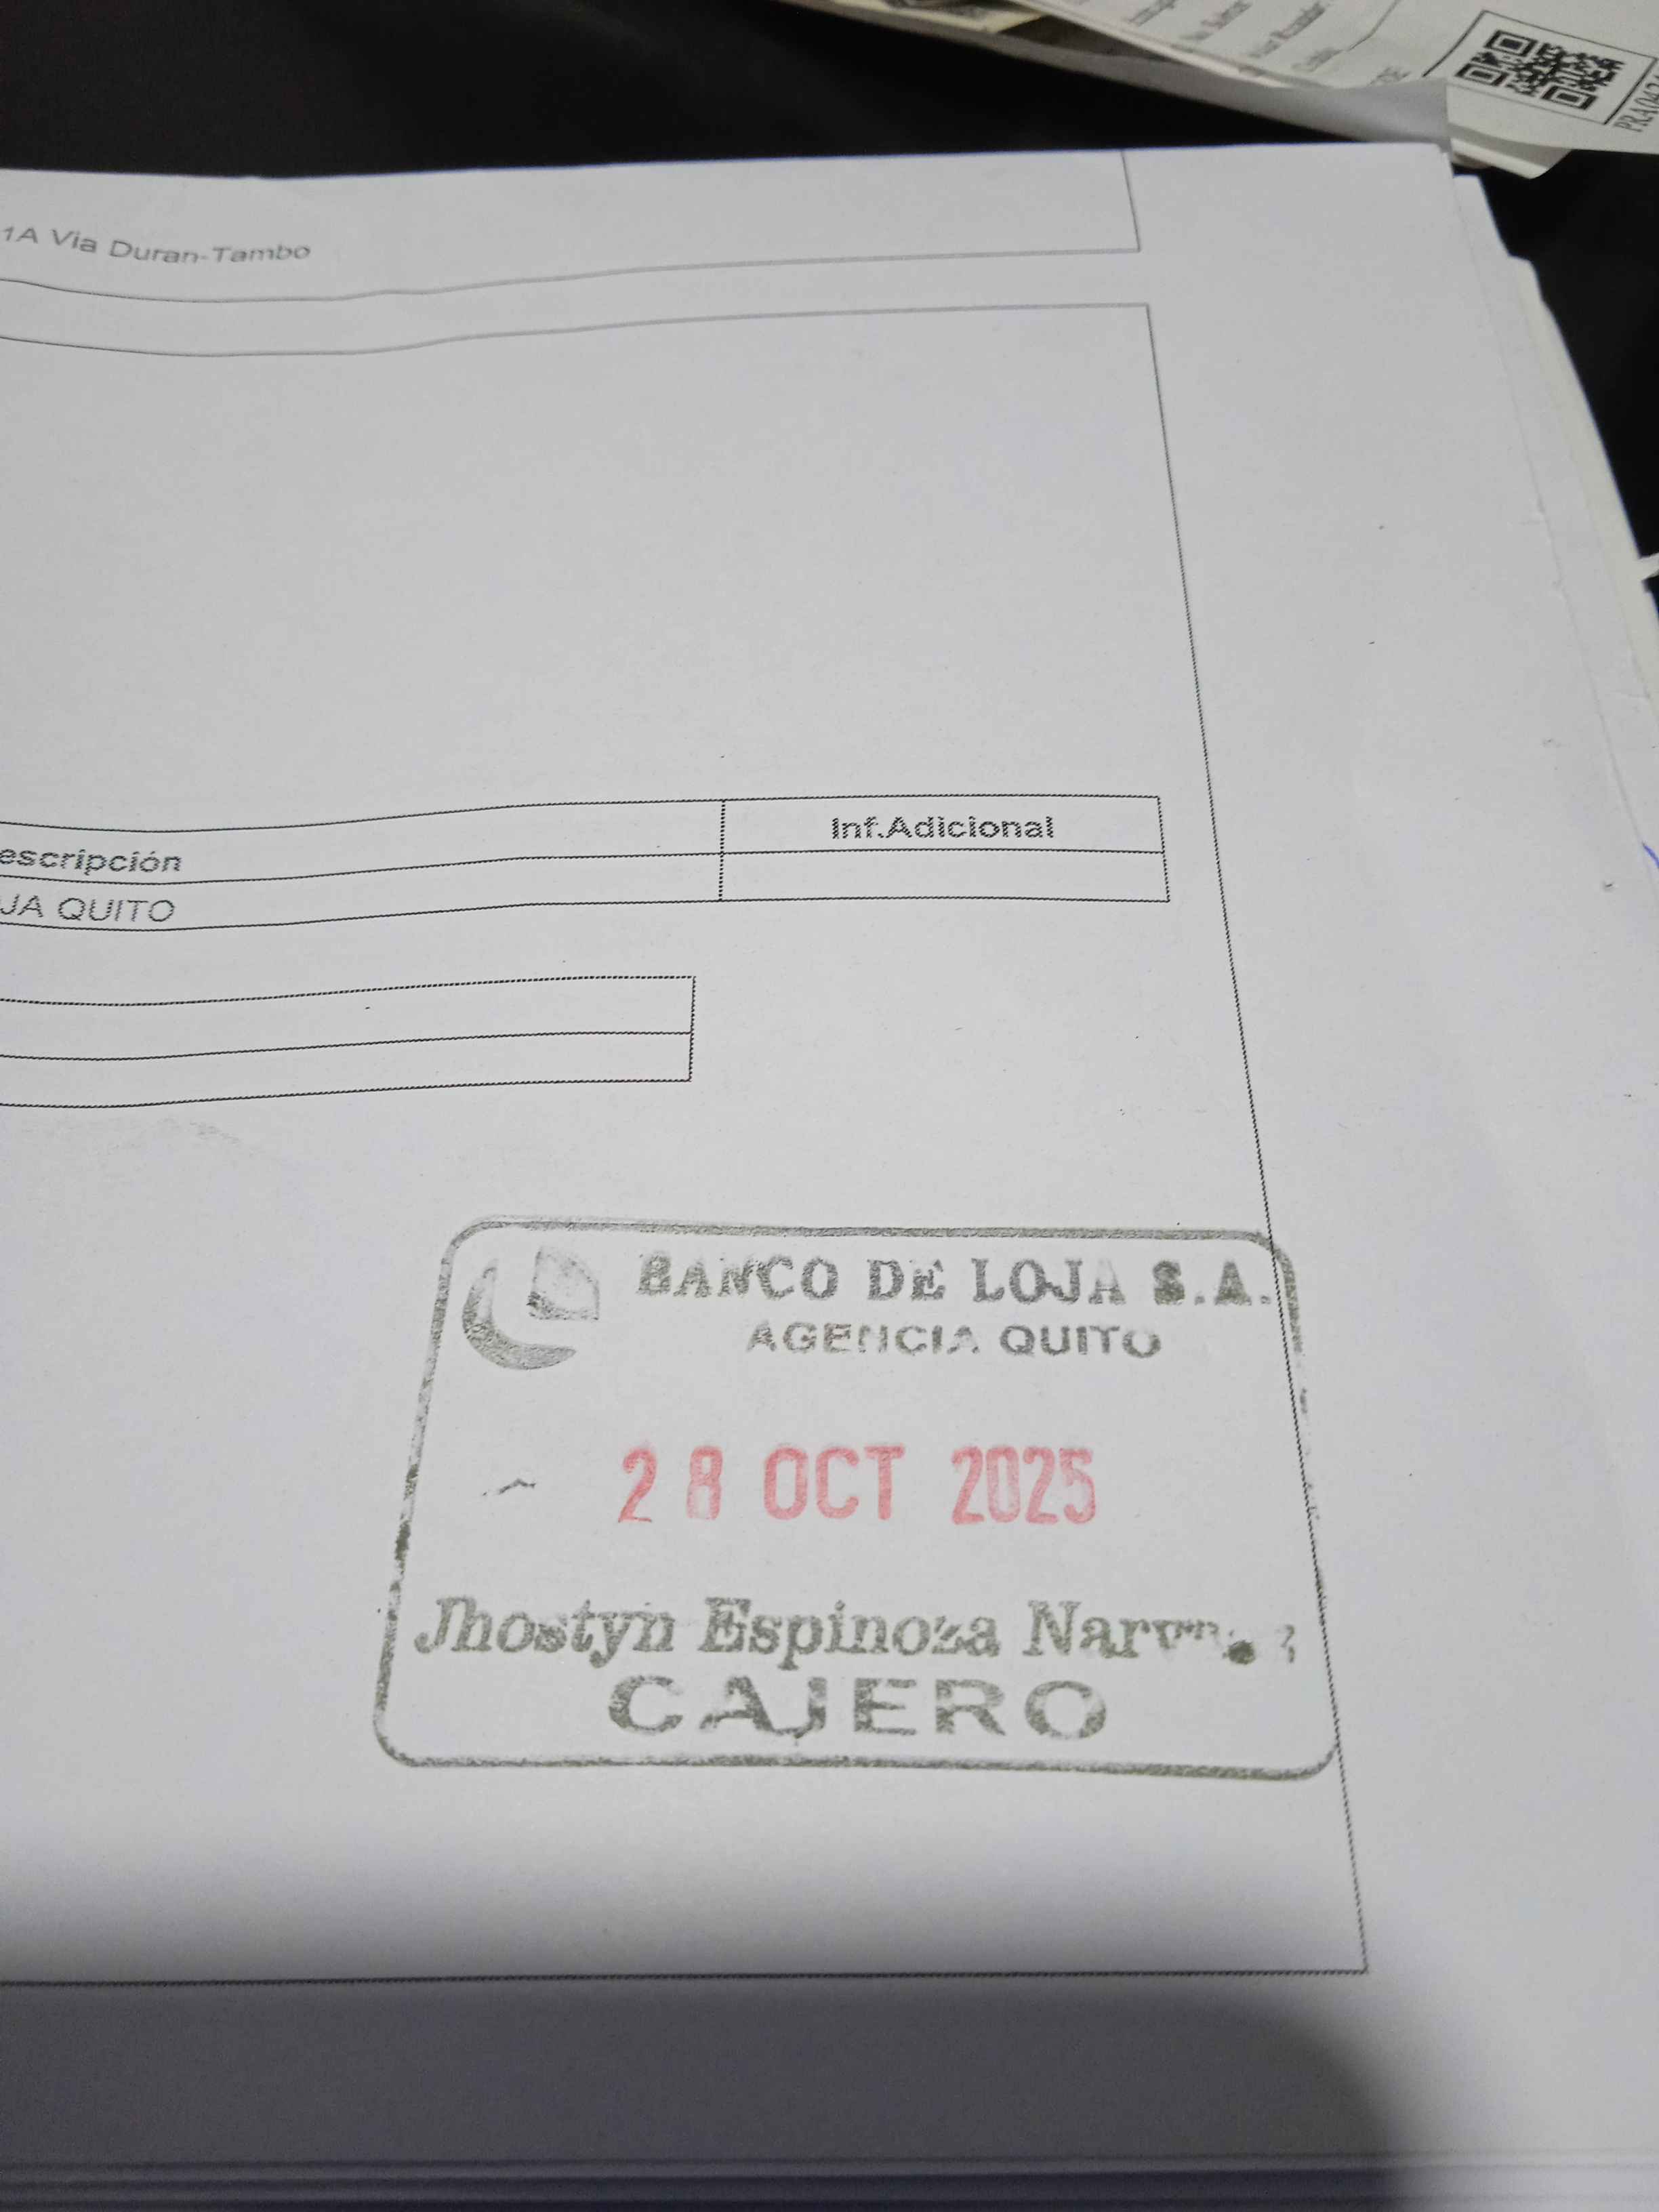 1A Via Duran-Tambo
Inf.Adicional
escripción
JA QUITO
BANCO DE LOJA S.A.
AGENCIA QUITO
28 OCT 2025
Jhostyn Espinoza
CAJERO